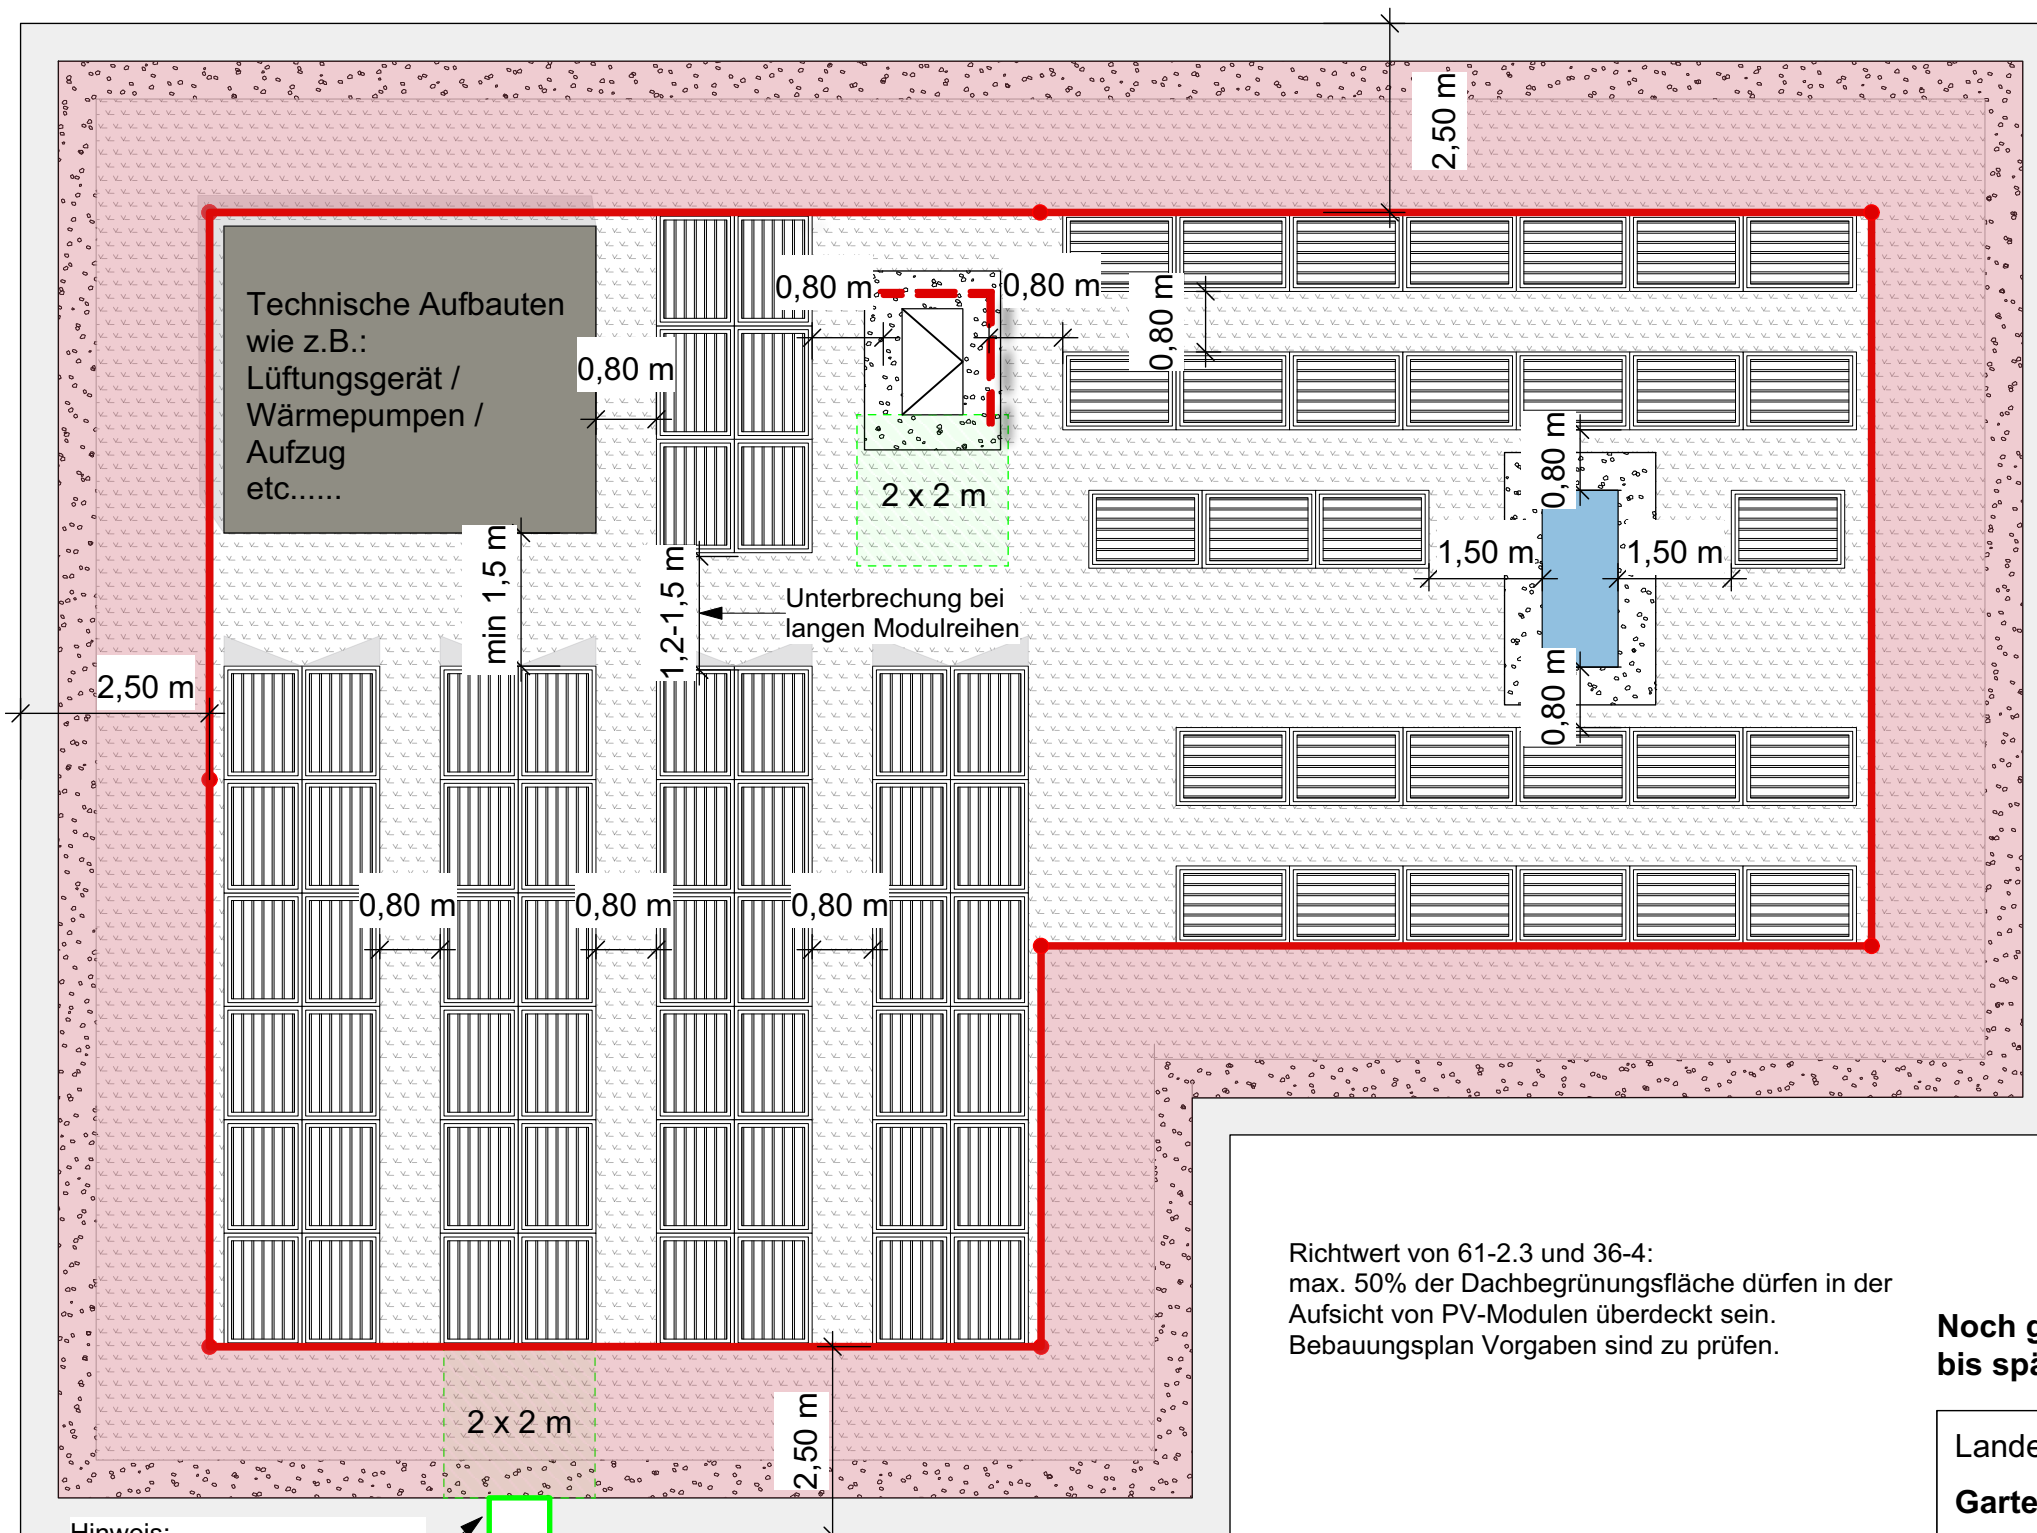 2,50 m
Technische Aufbauten
wie z.B.:
Lüftungsgerät /
Wärmepumpen /
Aufzug
etc......
0,80 m
0,80 m
0,80 m
0,80 m
2 x 2 m
0,80 m
1,50 m
1,50 m
0,80 m
min 1,5 m
1,2-1,5 m
Unterbrechung bei
langen Modulreihen
2,50 m
0,80 m
0,80 m
0,80 m
2 x 2 m
2,50 m
Richtwert von 61-2.3 und 36-4:
max. 50% der Dachbegrünungsfläche dürfen in der
Aufsicht von PV-Modulen überdeckt sein.
Bebauungsplan Vorgaben sind zu prüfen.
Noch
bis
Hinweis: